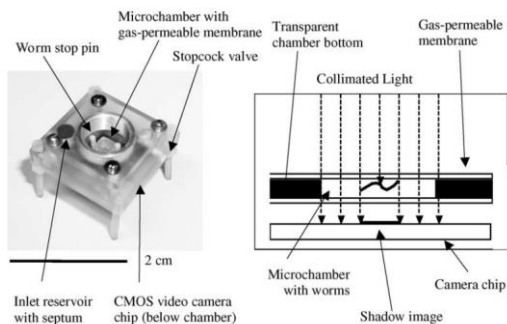 Microchamber with
gas-permeable membrane
Worm stop pin
Stopcock valve
2 cm
Inlet reservoir
with septum
CMOS video camera
chip (below chamber)
Transparent
chamber bottom
Gas-permeable
membrane
Collimated Light
Microchamber
with worms
Camera chip
Shadow image